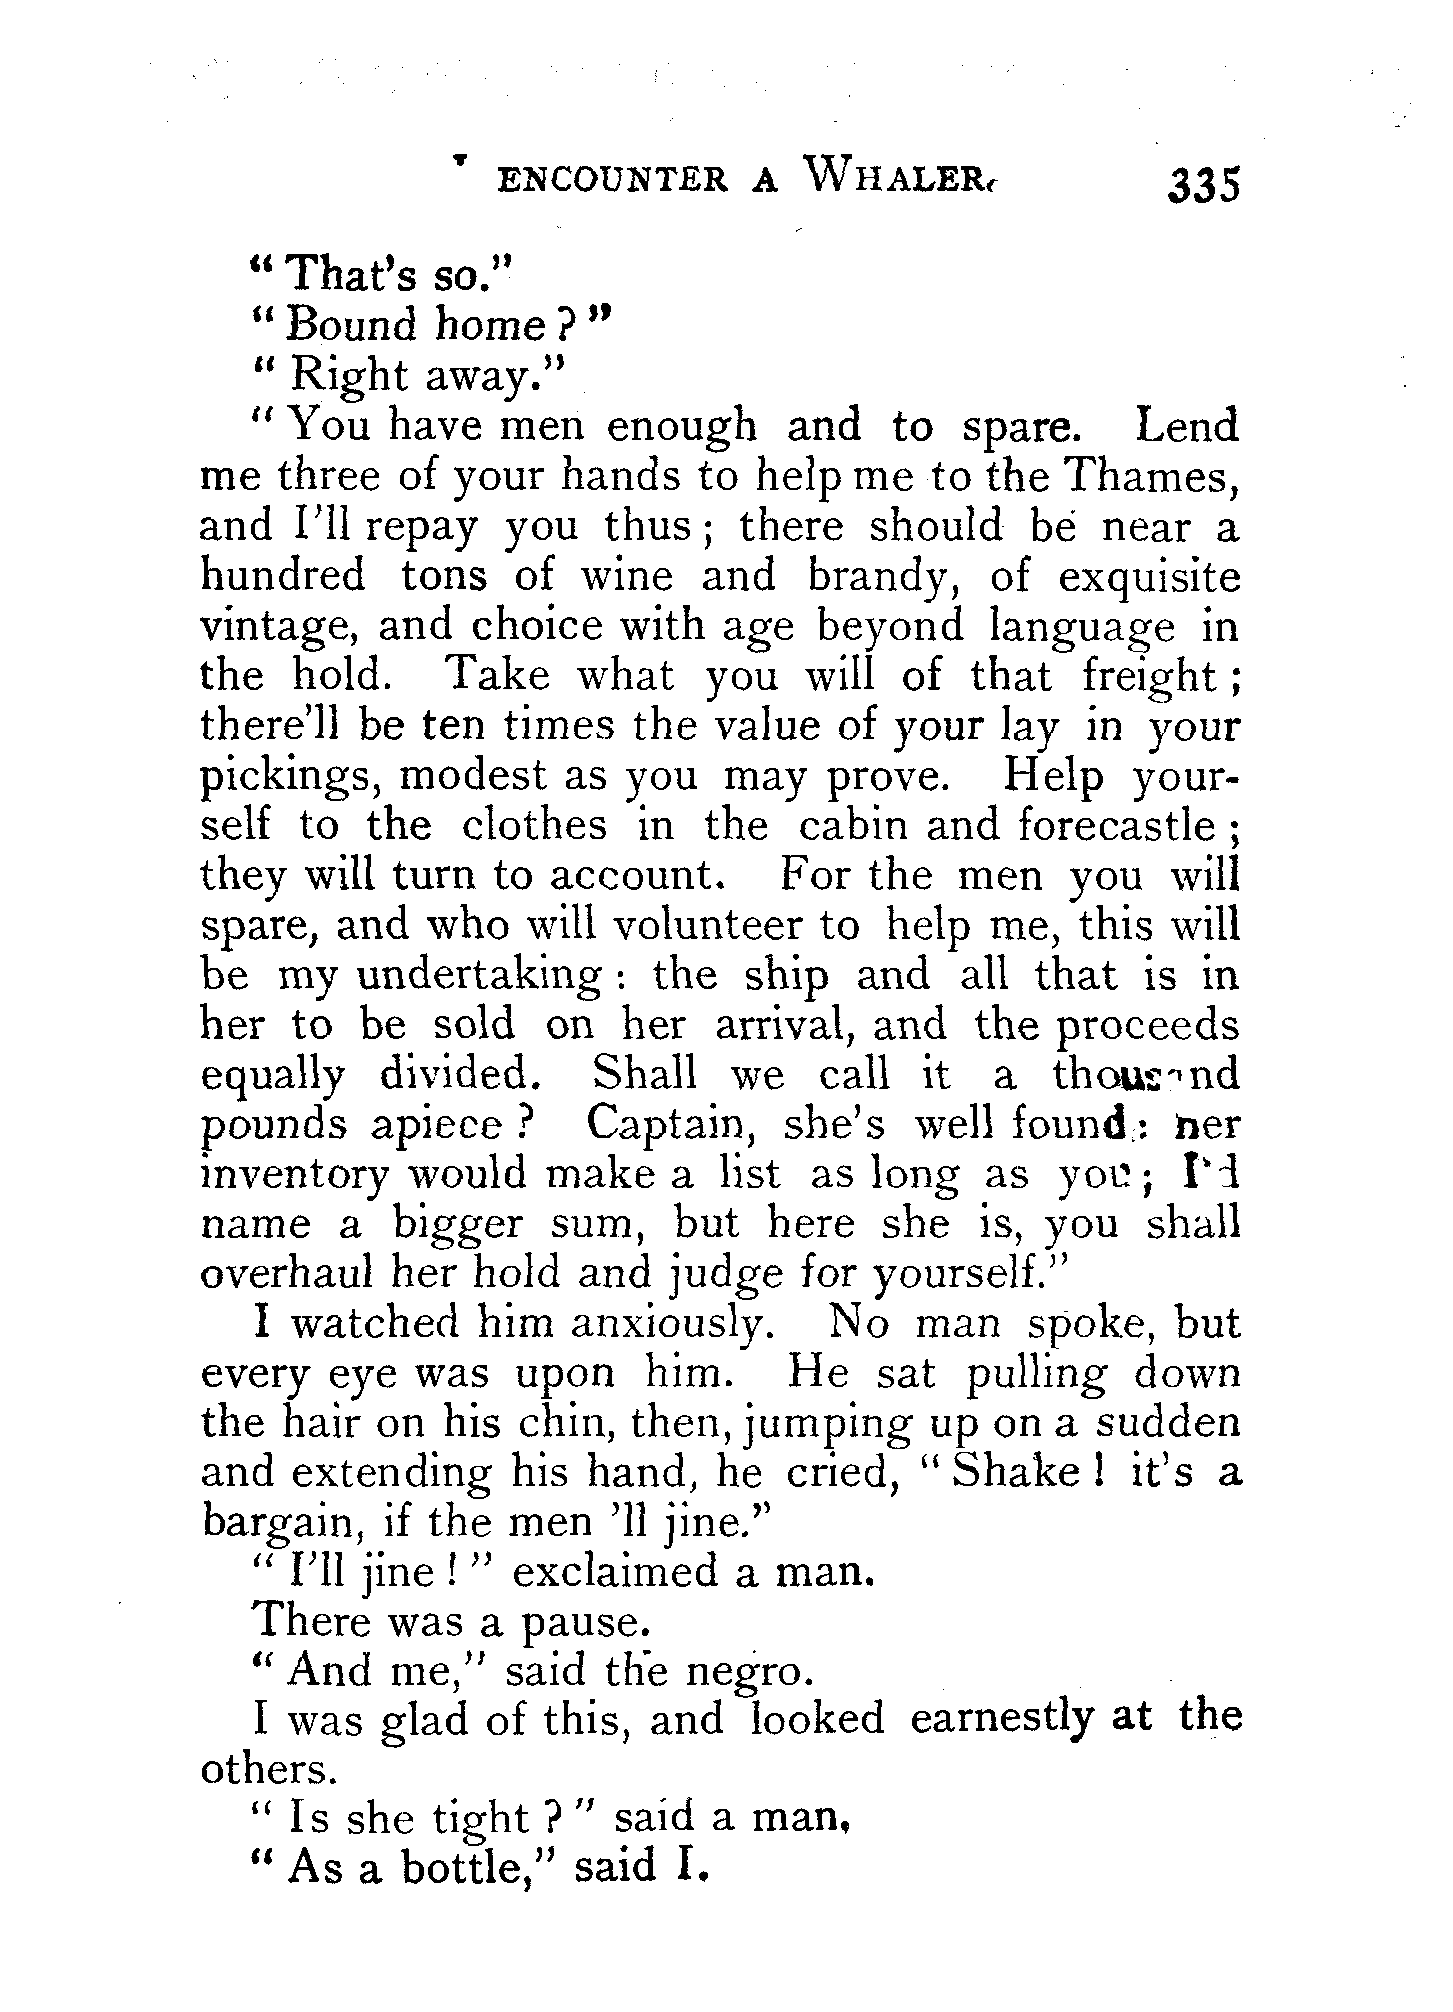 ENCOUNTER A WHALER. 335
"That's so."
"Bound home?"
"Right away."
"You have men enough and to spare. Lend
me three of your hands to help me to the Thames,
and I'll repay you thus; there should be near a
hundred tons of wine and brandy, of exquisite
vintage, and choice with age beyond language in
the hold. Take what you will of that freight;
there'll be ten times the value of your lay in your
pickings, modest as you may prove. Help your-
self to the clothes in the cabin and forecastle;
they will turn to account. For the men you will
spare, and who will volunteer to help me, this will
be my undertaking: the ship and all that is in
her to be sold on her arrival, and the proceeds
equally divided. Shall we call it a thousand
pounds apiece? Captain, she's well found: her
inventory would make a list as long as you; I'd
name a bigger sum, but here she is, you shall
overhaul her hold and judge for yourself."
I watched him anxiously. No man spoke, but
every eye was upon him. He sat pulling down
the hair on his chin, then, jumping up on a sudden
and extending his hand, he cried, "Shake! it's a
bargain, if the men 'll jine."
"I'll jine!" exclaimed a man.
There was a pause.
"And me," said the negro.
I was glad of this, and looked earnestly at the
others.
"Is she tight?" said a man.
"As a bottle," said I.